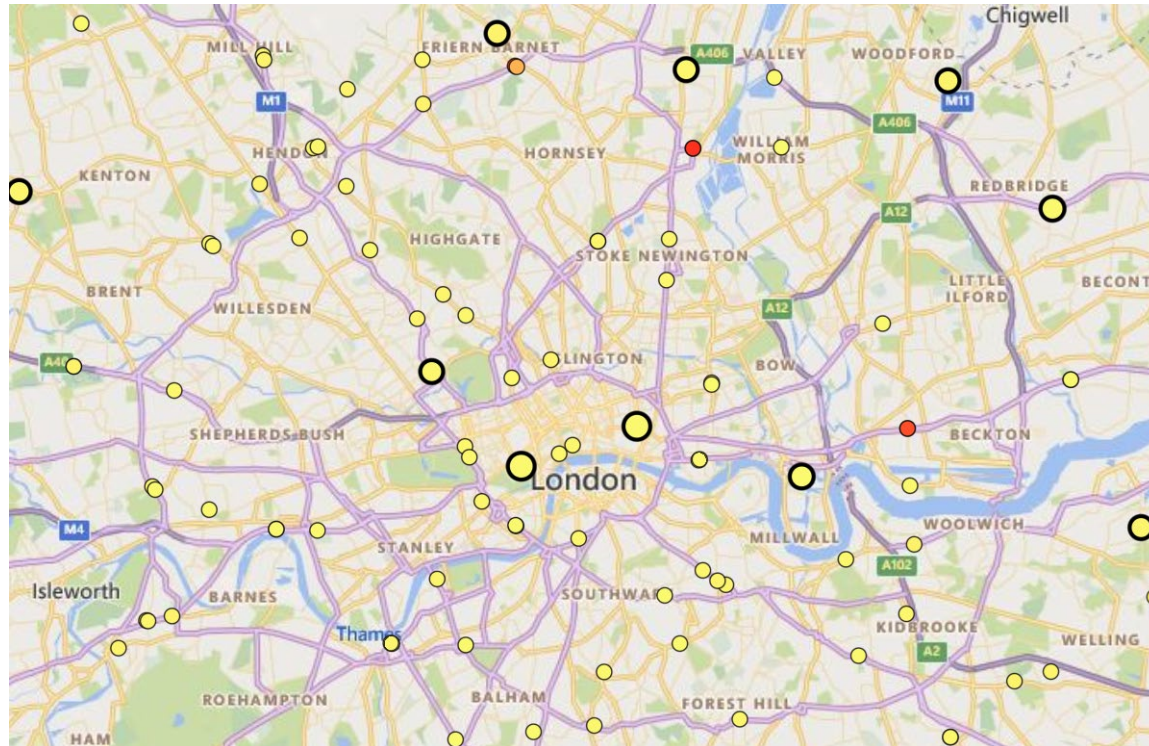 Chigwell
MILL HILL
FRIERN BARNET
A406
VALLEY
WOODFORD
M1
M11
A406
HENDON
HORNSEY
WILLIAM
MORRIS
KENTON
REDBRIDGE
A12
HIGHGATE
STOKE NEWINGTON
BRENT
LITTLE
ILFORD
BECONT
WILLESDEN
A12
A40
SLINGTON
BOW
SHEPHERDS BUSH
BECKTON
London
M4
WOOLWICH
STANLEY
MILLWALL
A102
Isleworth
BARNES
SOUTHWAR
KIDBROOKE
Thames
WELLING
A2
ROEHAMPTON
BALHAM
FOREST HILL
HAM